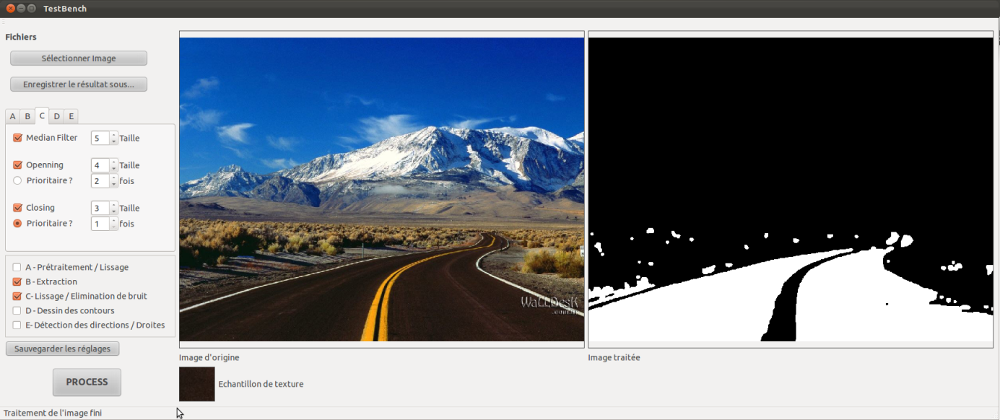 TestBench
Fichiers
Sélectionner Image
Enregistrer le résultat sous...
A B C D E
Median Filter 5 Taille
Openning 4 Taille
Prioritaire ? 2 fois
Closing 3 Taille
Prioritaire ? 1 fois
A - Prétraitement / Lissage
B - Extraction
C- Lissage / Elimination de bruit
D - Dessin des contours
E- Détection des directions / Droites
Sauvegarder les réglages
PROCESS
WaLLDesK
Image d'origine
Image traitée
Echantillon de texture
Traitement de l'image fini